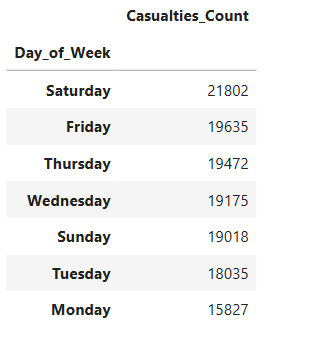 Casualties_Count
Day_of_Week
Saturday 21802
Friday 19635
Thursday 19472
Wednesday 19175
Sunday 19018
Tuesday 18035
Monday 15827